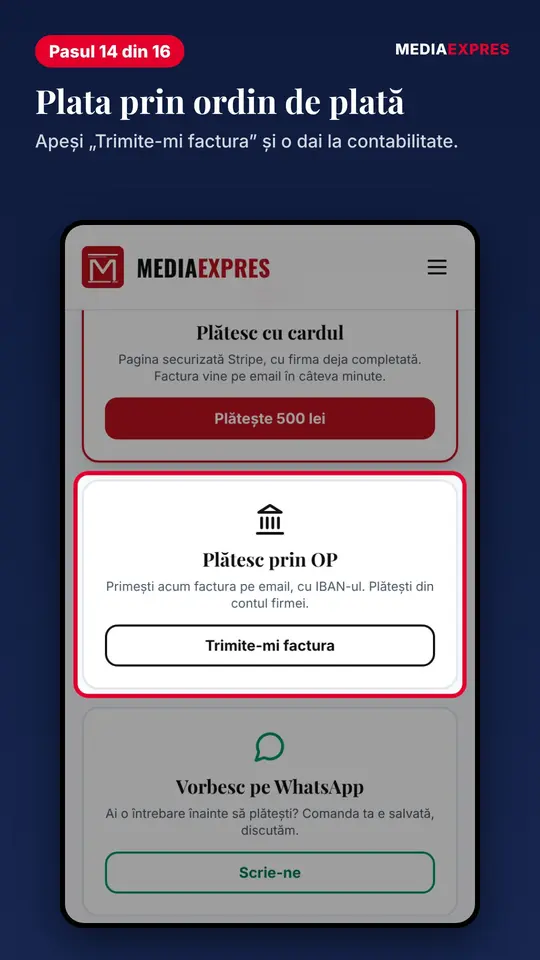 Pasul 14 din 16
MEDIAEXPRES
Plata prin ordin de plată
Apeși „Trimite-mi factura” și o dai la contabilitate.
M
MEDIAEXPRES
Plătesc cu cardul
Pagina securizată Stripe, cu firma deja completată.
Factura vine pe email în câteva minute.
Plătește 500 lei
Plătesc prin OP
Primești acum factura pe email, cu IBAN-ul. Plătești din
contul firmei.
Trimite-mi factura
Vorbesc pe WhatsApp
Ai o întrebare înainte să plătești? Comanda ta e salvată,
discutăm.
Scrie-ne